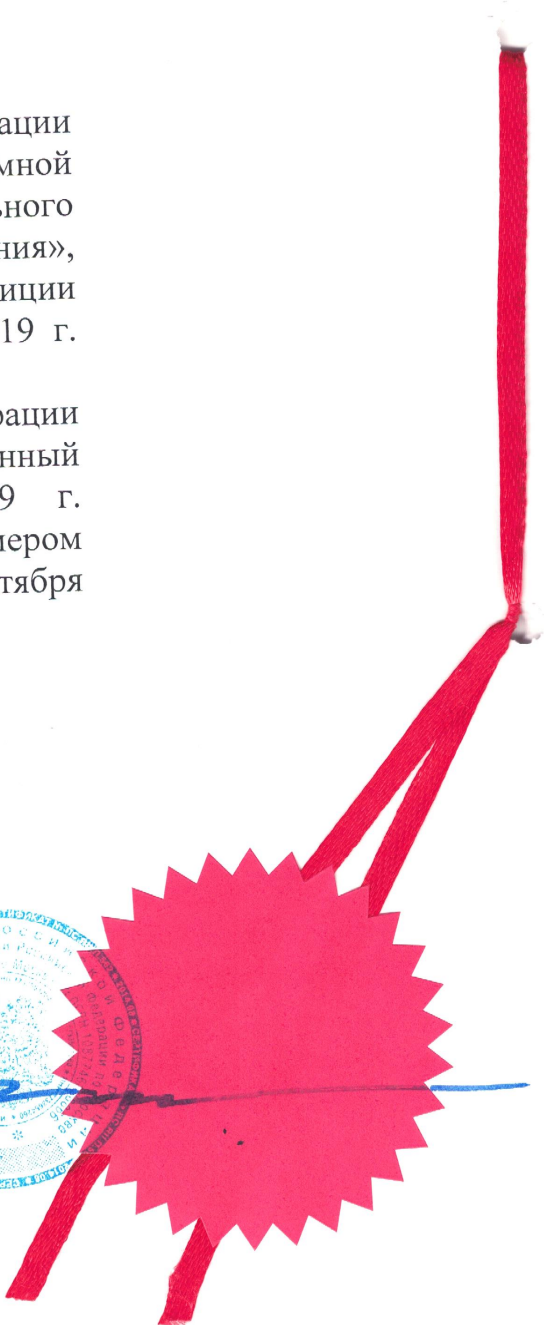 ации
мной
ьного
ния»,
иции
19 г.
рации
нный
9 г.
мером
тября